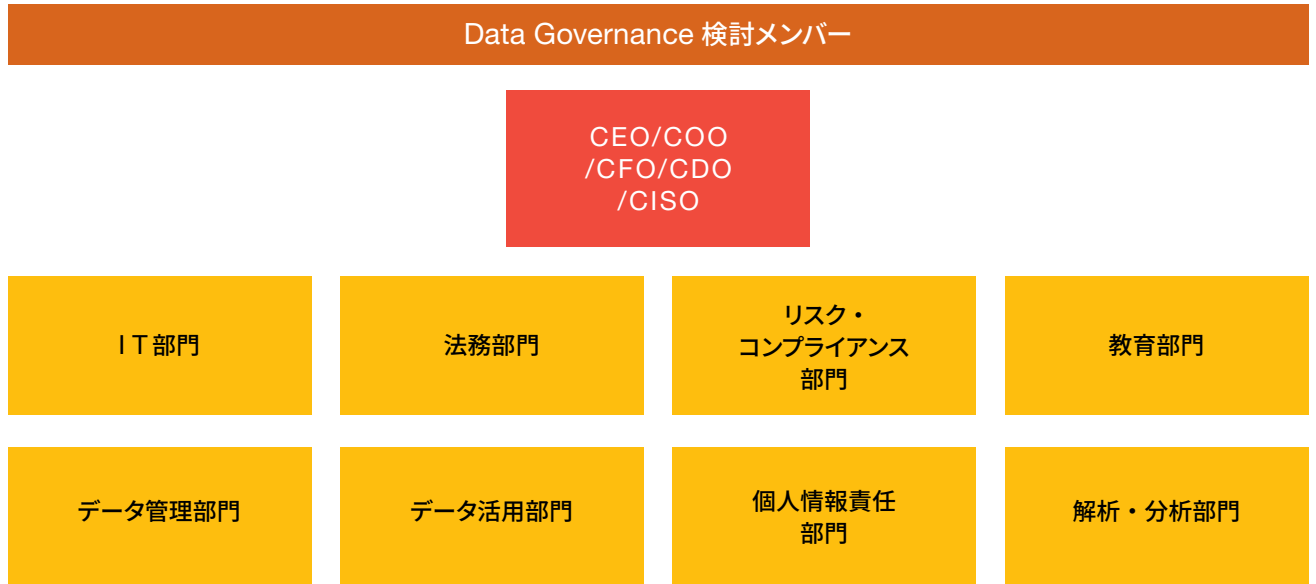 Data Governance 検討メンバー
CEO/COO
/CFO/CDO
/CISO
IT部門
法務部門
リスク・
コンプライアンス
部門
教育部門
データ管理部門
データ活用部門
個人情報責任
部門
解析・分析部門